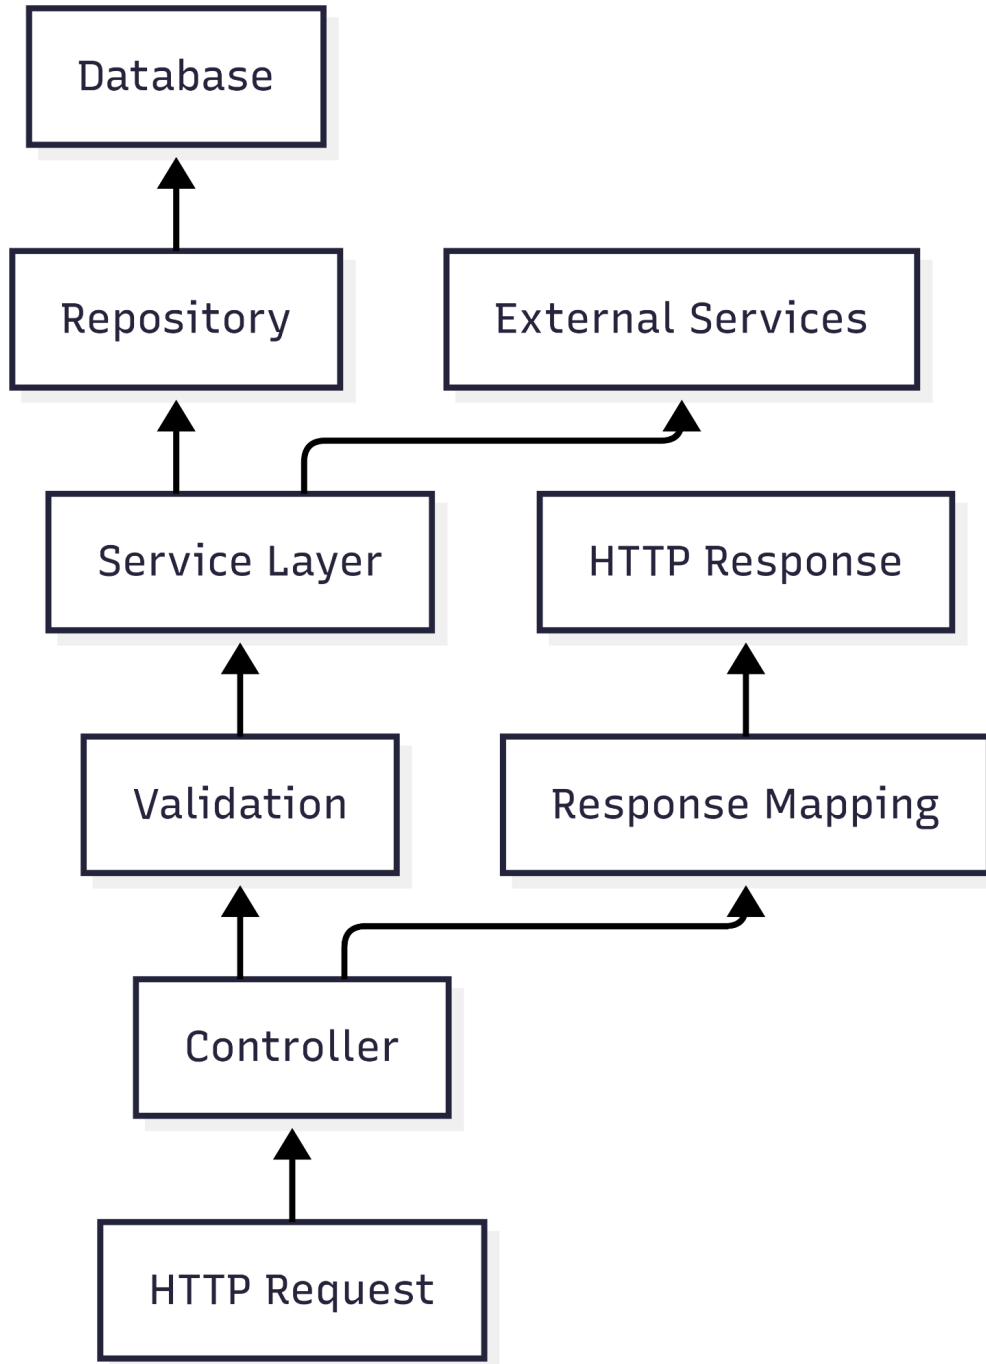 Database
Repository
External Services
Service Layer
HTTP Response
Validation
Response Mapping
Controller
HTTP Request